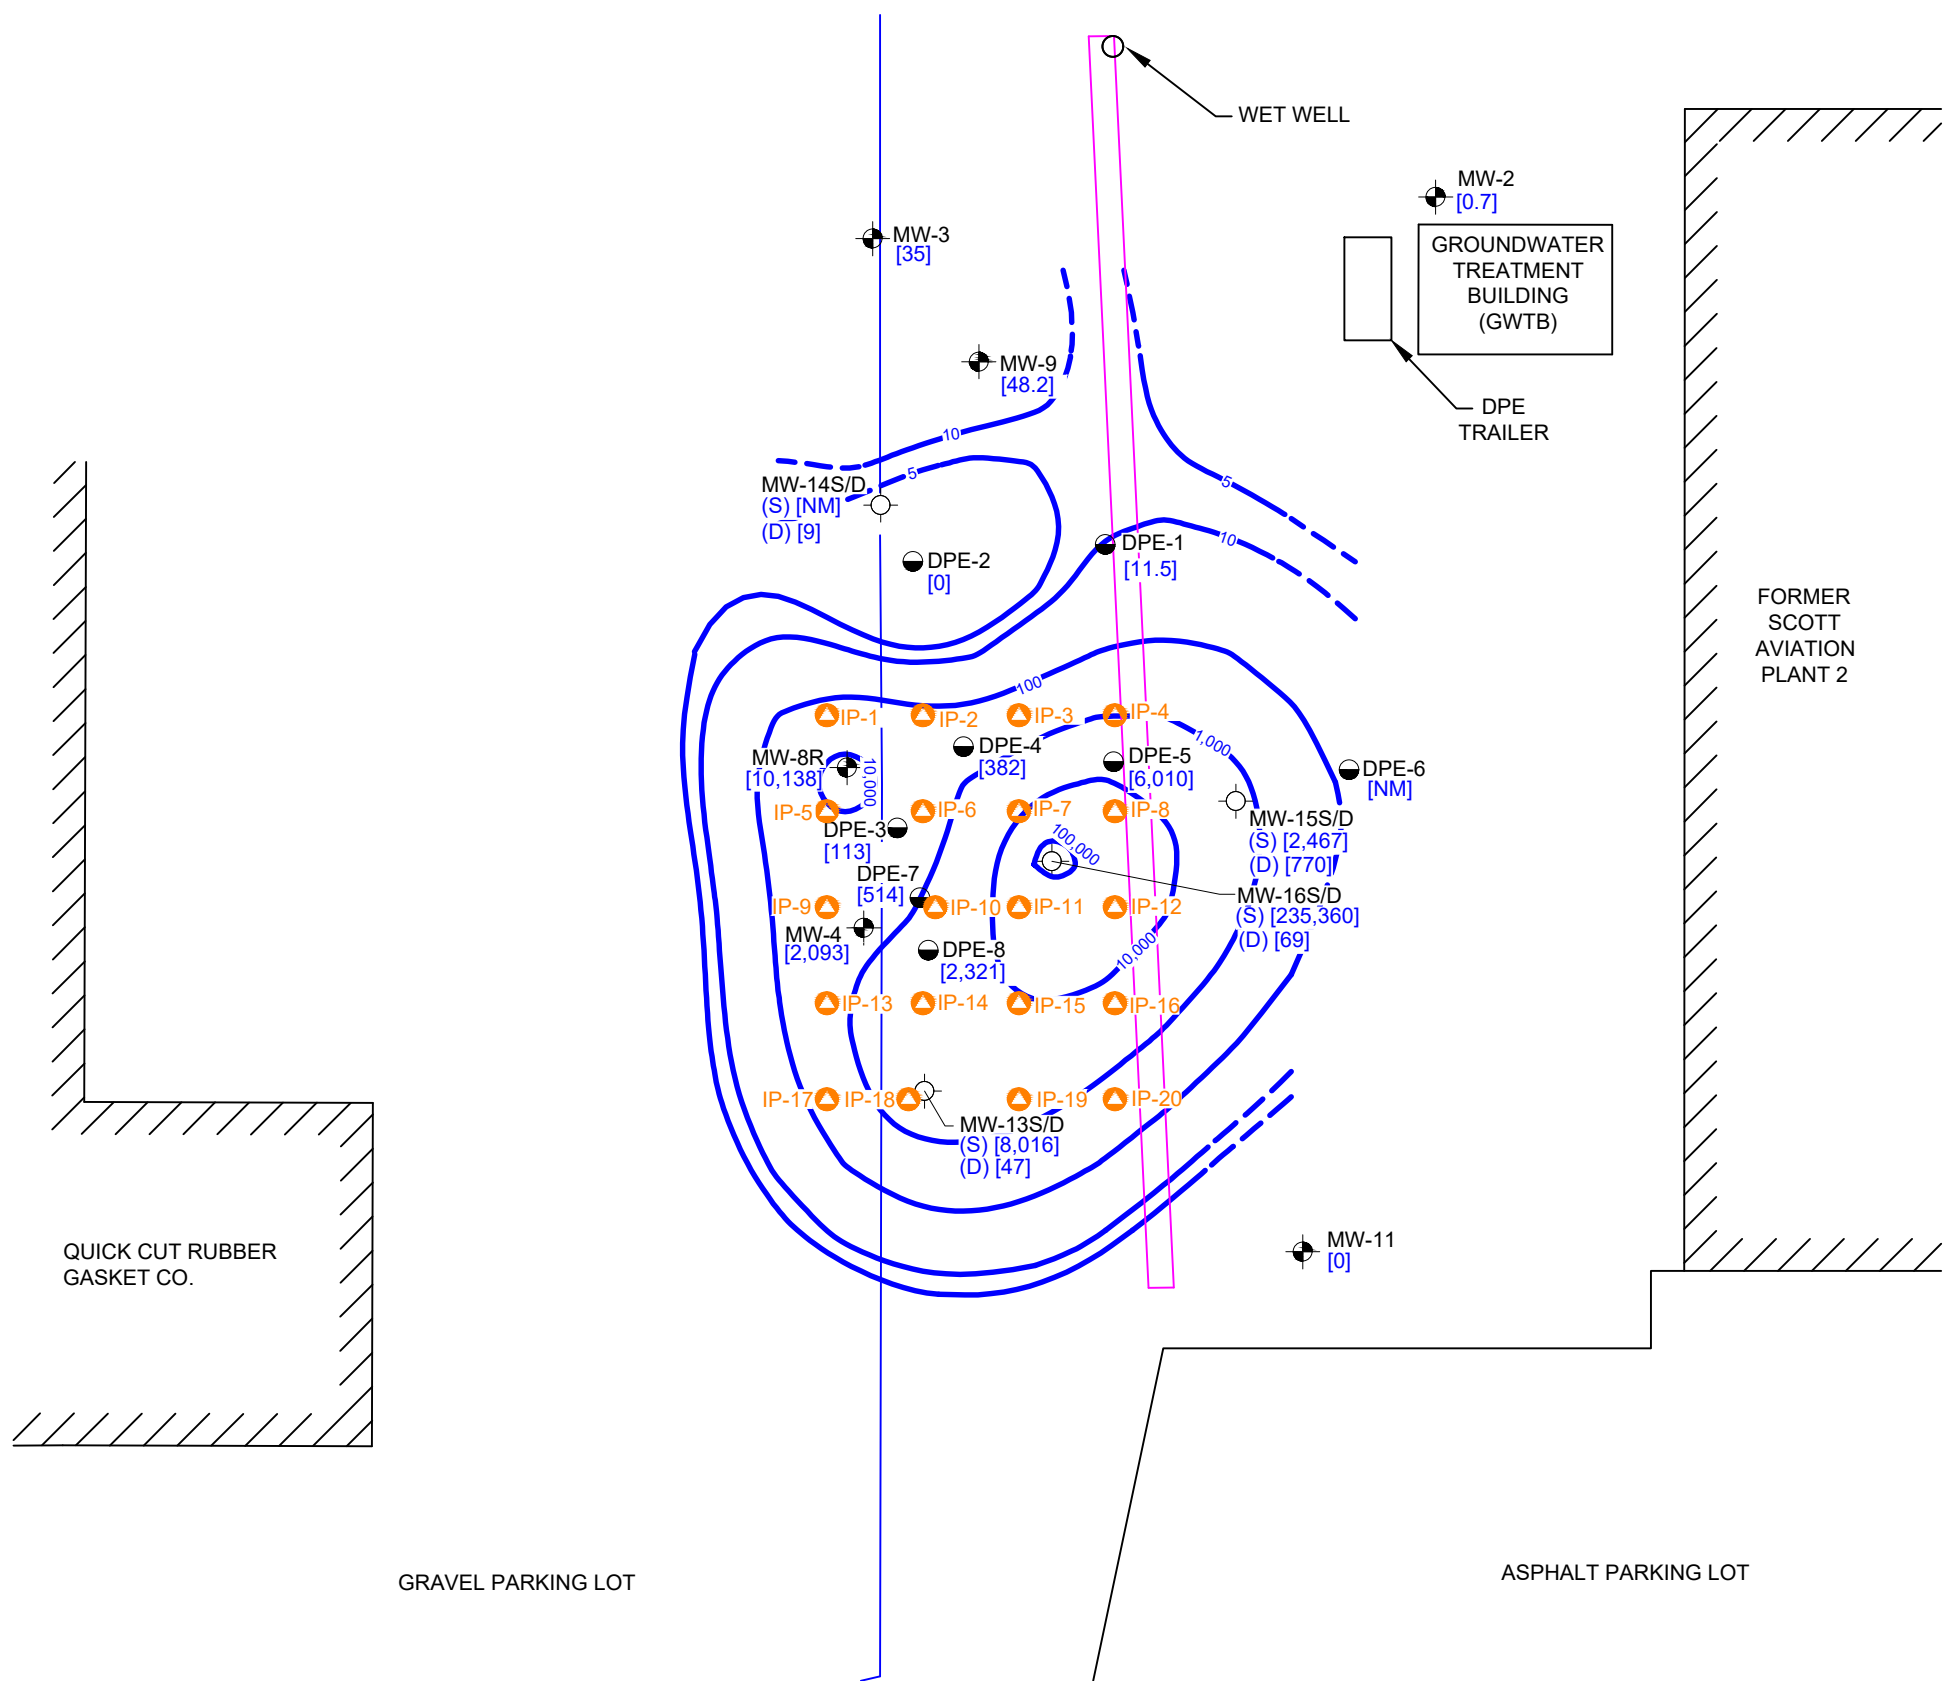 WET WELL
MW-2
[0.7]
MW-3
[35]
GROUNDWATER
TREATMENT
BUILDING
(GWTB)
MW-9
[48.2]
DPE
TRAILER
10
5
5
MW-14S/D
(S) [NM]
(D) [9]
DPE-2
[0]
DPE-1
[11.5]
10
FORMER
SCOTT
AVIATION
PLANT 2
100
IP-1
IP-2
IP-3
IP-4
1,000
MW-8R
[10,138]
10,000
DPE-4
[382]
DPE-5
[6,010]
DPE-6
[NM]
IP-5
IP-6
IP-7
IP-8
DPE-3
[113]
100,000
MW-15S/D
(S) [2,467]
(D) [770]
DPE-7
[514]
MW-16S/D
(S) [235,360]
(D) [69]
IP-9
IP-10
IP-11
IP-12
MW-4
[2,093]
DPE-8
[2,321]
10,000
IP-13
IP-14
IP-15
IP-16
IP-17
IP-18
IP-19
IP-20
MW-13S/D
(S) [8,016]
(D) [47]
MW-11
[0]
QUICK CUT RUBBER
GASKET CO.
GRAVEL PARKING LOT
ASPHALT PARKING LOT